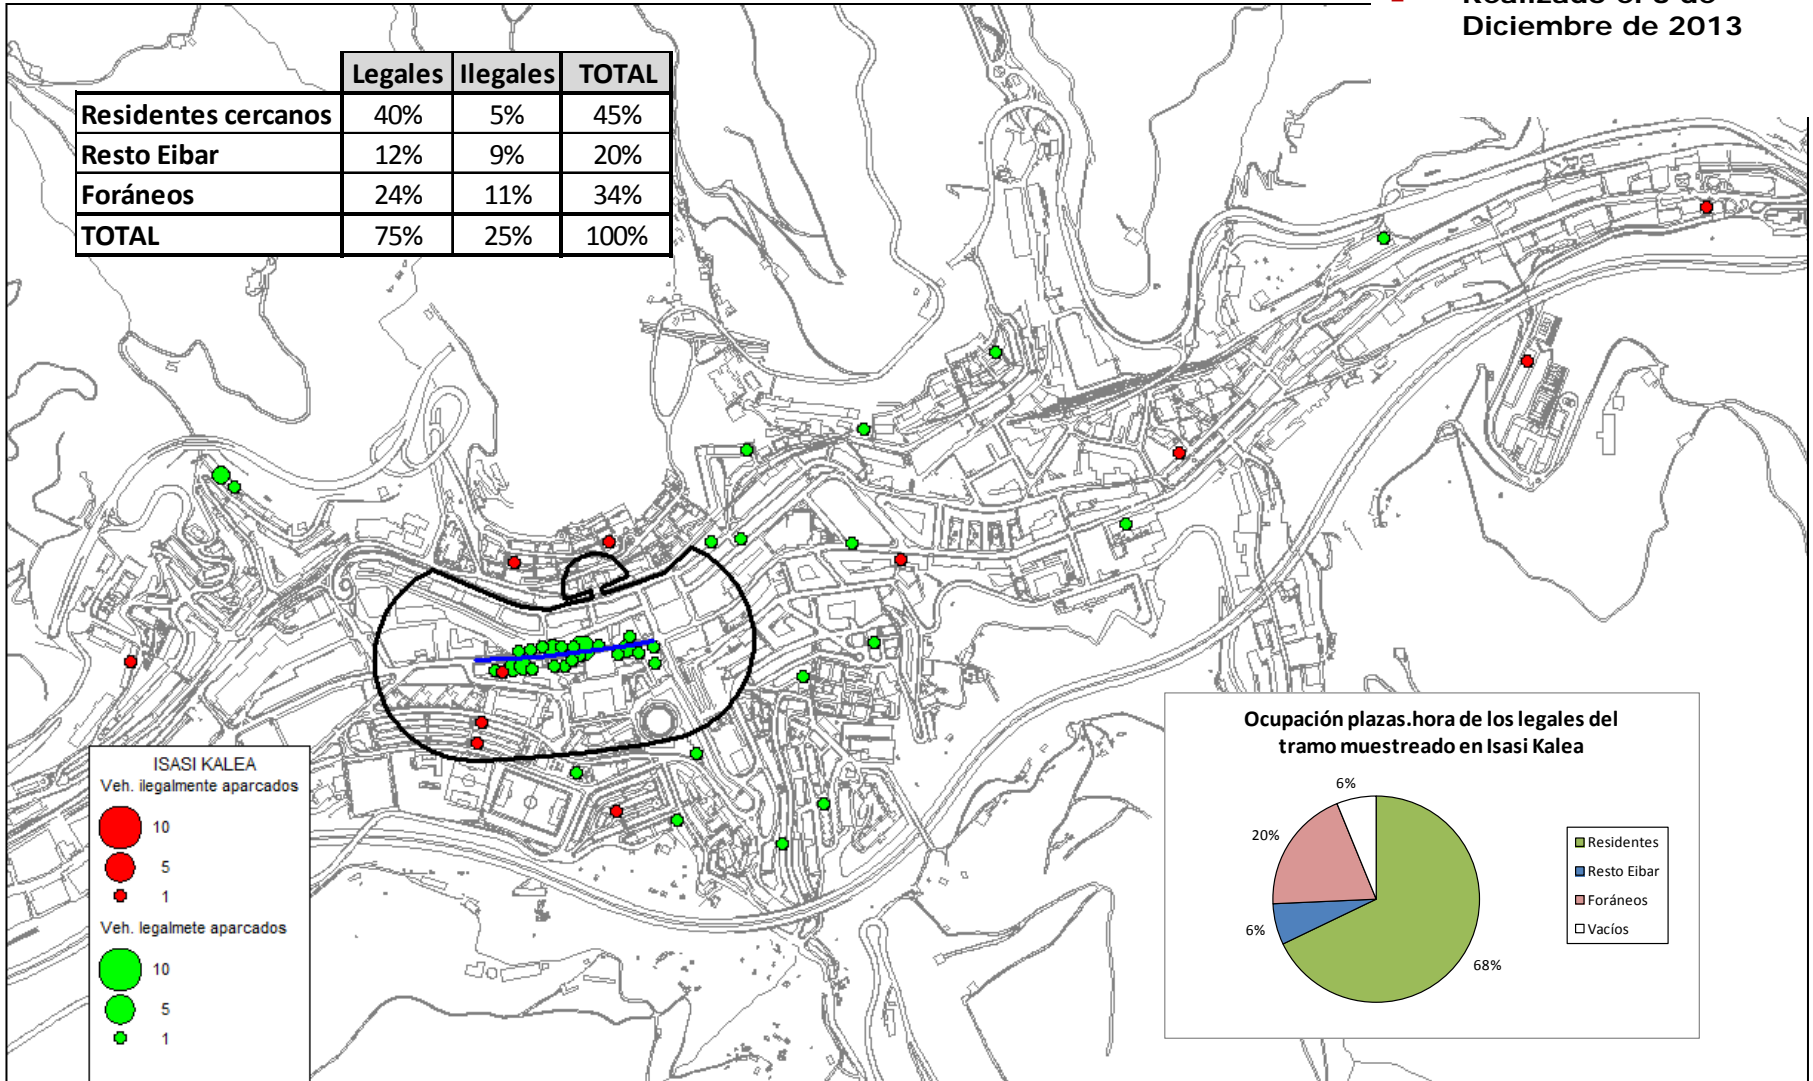 Diciembre de 2013
Legales Ilegales TOTAL
Residentes cercanos 40% 5% 45%
Resto Eibar 12% 9% 20%
Foráneos 24% 11% 34%
TOTAL 75% 25% 100%
ISASI KALEA
Veh. ilegalmente aparcados
10
5
1
Veh. legalmete aparcados
10
5
1
Ocupación plazas.hora de los legales del
tramo muestreado en Isasi Kalea
6%
20%
6%
68%
Residentes
Resto Eibar
Foráneos
Vacíos